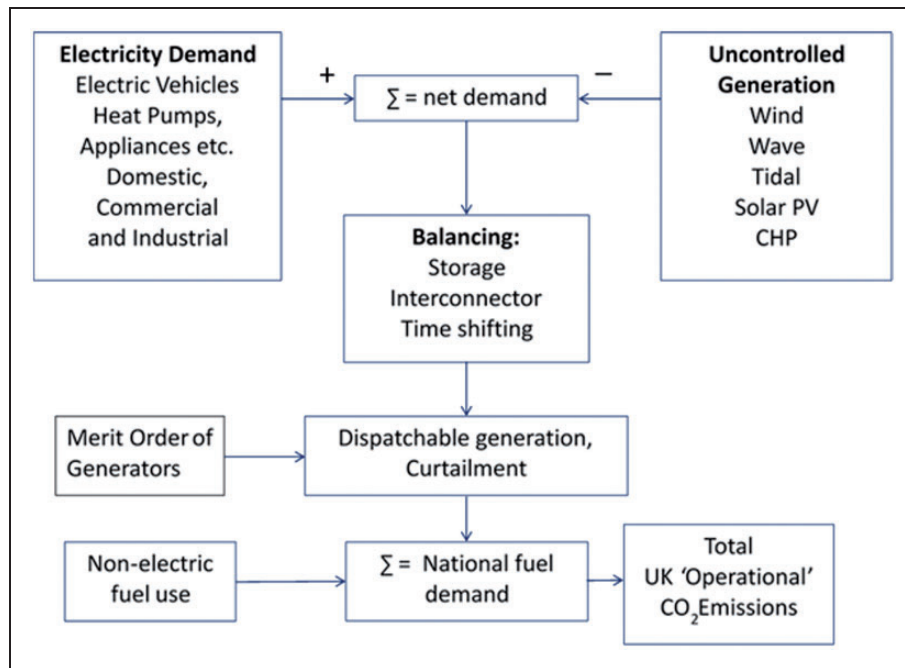 Electricity Demand
Electric Vehicles
Heat Pumps,
Appliances etc.
Domestic,
Commercial
and Industrial
+
∑ = net demand
−
Uncontrolled
Generation
Wind
Wave
Tidal
Solar PV
CHP
Balancing:
Storage
Interconnector
Time shifting
Merit Order of
Generators
Dispatchable generation,
Curtailment
Non-electric
fuel use
∑ = National fuel
demand
Total
UK ‘Operational’
CO₂Emissions